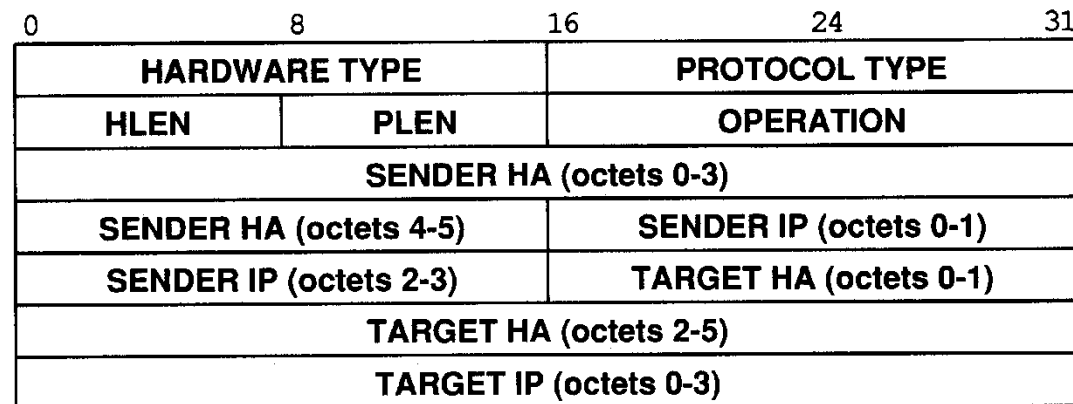 0 8 16 24 31
HARDWARE TYPE PROTOCOL TYPE
HLEN PLEN OPERATION
SENDER HA (octets 0-3)
SENDER HA (octets 4-5) SENDER IP (octets 0-1)
SENDER IP (octets 2-3) TARGET HA (octets 0-1)
TARGET HA (octets 2-5)
TARGET IP (octets 0-3)